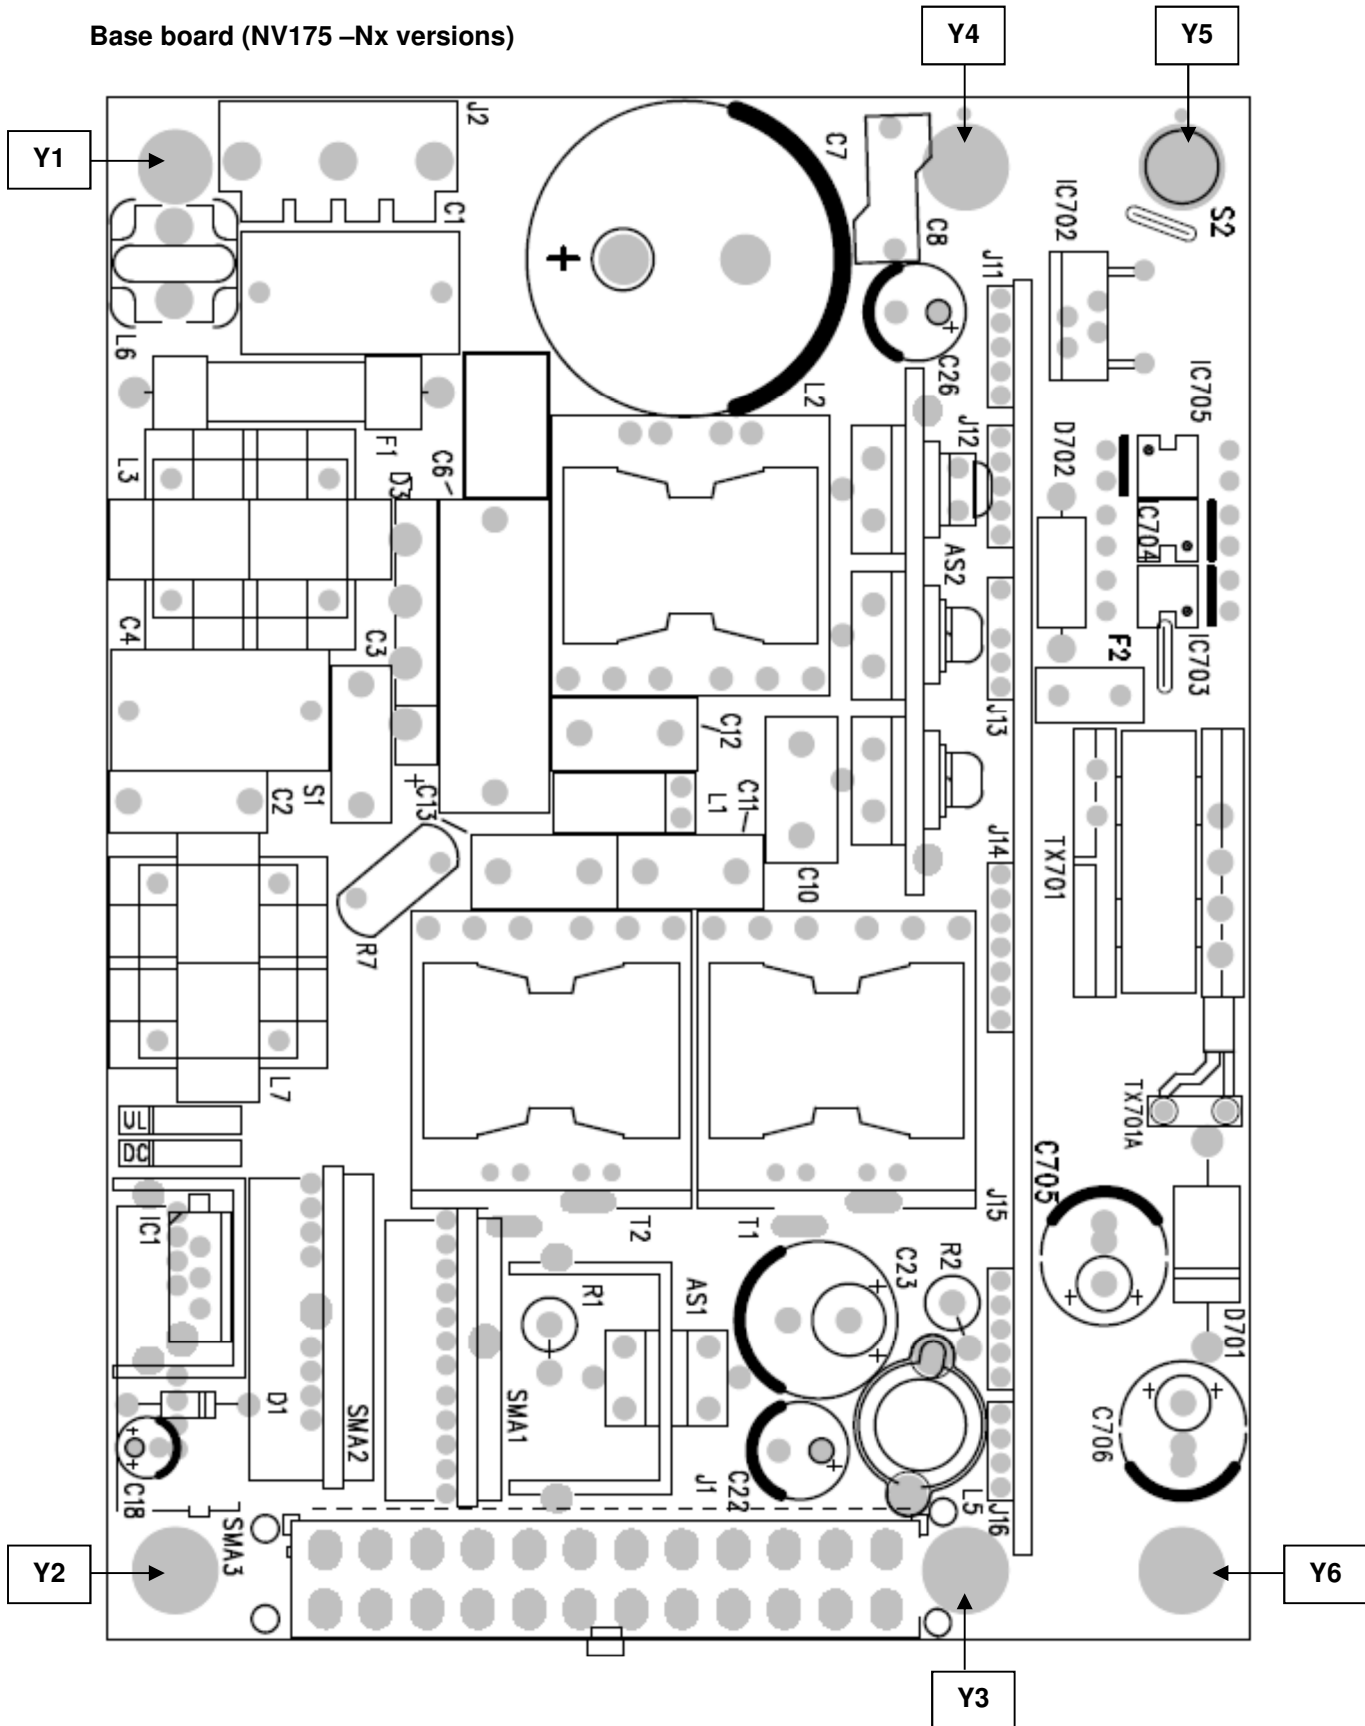 Base board (NV175 –Nx versions)
Y4
Y5
Y1
J2
C7
IC702
S2
C1
C8
J11
L6
C26
IC705
L2
F1
J12
D702
L3
C6
D3
IC704
AS2
C4
C3
F2
IC703
J13
C12
S1
C2
C13
L1
C11
J14
TX701
C10
R7
L7
TX701A
UL
DC
C705
J15
IC1
T2
T1
C23
R2
R1
AS1
D701
D1
SMA2
SMA1
C706
J1
C22
L5
J16
C18
SMA3
Y2
Y6
Y3